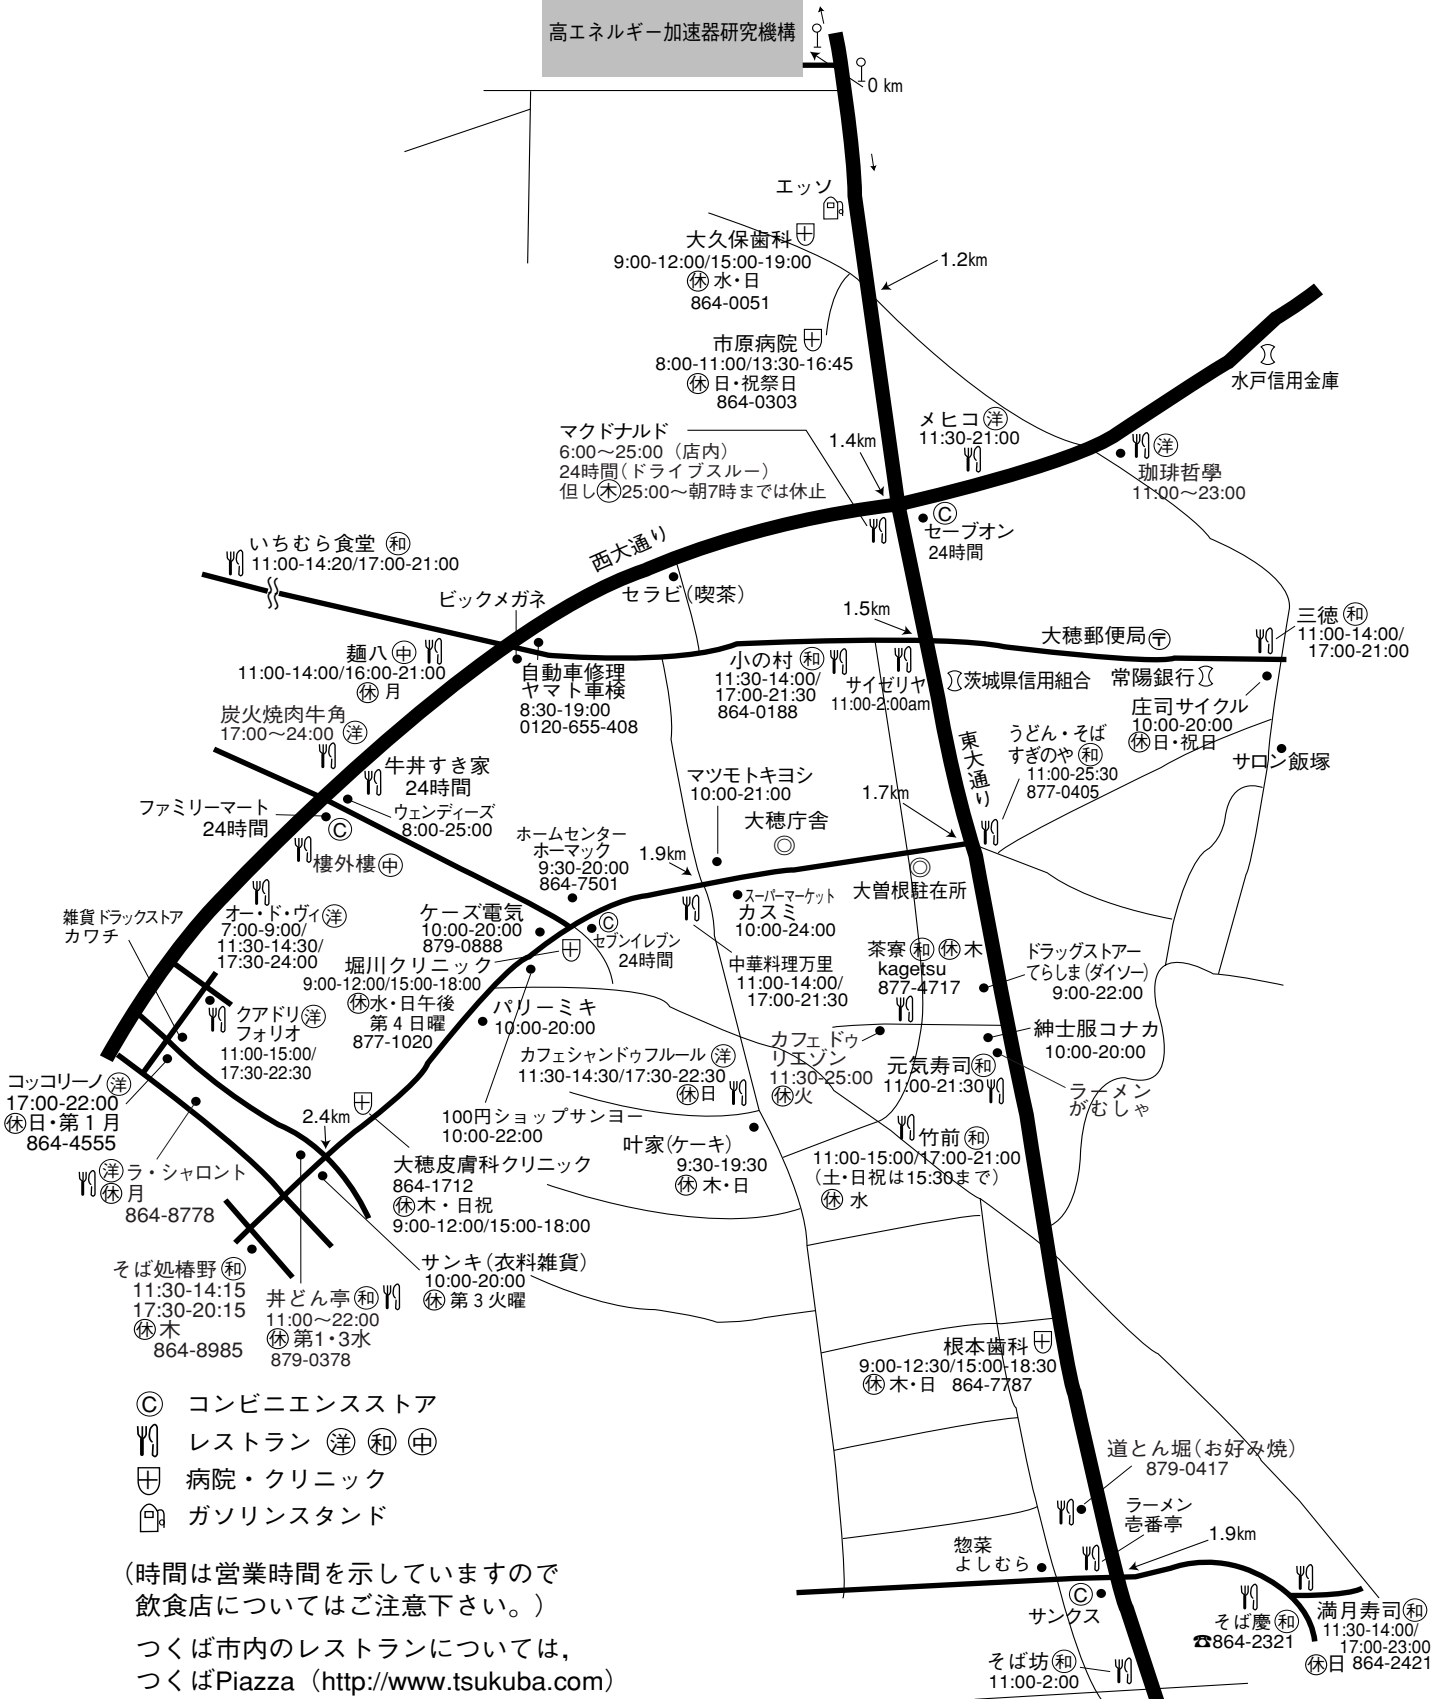 高エネルギー加速器研究機構
0 km
エッソ
大久保歯科
9:00-12:00/15:00-19:00
休 水・日
864-0051
1.2km
市原病院
8:00-11:00/13:30-16:45
休 日・祝祭日
864-0303
水戸信用金庫
マクドナルド
6:00〜25:00（店内）
24時間（ドライブスルー）
但し木25:00〜朝7時までは休止
1.4km
メヒコ 洋
11:30-21:00
洋
珈琲哲學
11:00〜23:00
C
セーブオン
24時間
西大通り
いちむら食堂 和
11:00-14:20/17:00-21:00
セラビ（喫茶）
ビックメガネ
1.5km
大穂郵便局〒
三徳 和
11:00-14:00/
17:00-21:00
麺八 中
11:00-14:00/16:00-21:00
休 月
自動車修理
ヤマト車検
8:30-19:00
0120-655-408
小の村 和
11:30-14:00/
17:00-21:30
864-0188
サイゼリヤ
11:00-2:00am
茨城県信用組合
常陽銀行
庄司サイクル
10:00-20:00
休日・祝日
サロン飯塚
炭火焼肉牛角
17:00〜24:00 洋
東大通り
うどん・そば
すぎのや 和
11:00-25:30
877-0405
牛丼すき家
24時間
マツモトキヨシ
10:00-21:00
1.7km
ファミリーマート
24時間
C
ウェンディーズ
8:00-25:00
大穂庁舎
ホームセンター
ホーマック
9:30-20:00
864-7501
1.9km
樓外樓 中
大曽根駐在所
スーパーマーケット
カスミ
10:00-24:00
雑貨ドラックストア
カワチ
オー・ド・ヴィ 洋
7:00-9:00/
11:30-14:30/
17:30-24:00
ケーズ電気
10:00-20:00
879-0888
C
セブンイレブン
24時間
堀川クリニック
9:00-12:00/15:00-18:00
休水・日午後
第４日曜
877-1020
中華料理万里
11:00-14:00/
17:00-21:30
茶寮 和 休 木
kagetsu
877-4717
ドラッグストアー
てらしま（ダイソー）
9:00-22:00
クアドリ 洋
フォリオ
11:00-15:00/
17:30-22:30
パリーミキ
10:00-20:00
カフェ ドゥ
リエゾン
11:30-25:00
休火
紳士服コナカ
10:00-20:00
カフェシャンドゥフルール 洋
11:30-14:30/17:30-22:30
休日
元気寿司 和
11:00-21:30
ラーメン
がむしゃ
コッコリーノ 洋
17:00-22:00
休日・第１月
864-4555
2.4km
100円ショップサンヨー
10:00-22:00
叶家（ケーキ）
9:30-19:30
休 木・日
竹前 和
11:00-15:00/17:00-21:00
（土・日祝は15:30まで）
休 水
洋 ラ・シャロント
休 月
864-8778
大穂皮膚科クリニック
864-1712
休木・日祝
9:00-12:00/15:00-18:00
そば処椿野 和
11:30-14:15
17:30-20:15
休 木
864-8985
丼どん亭 和
11:00〜22:00
休 第1・3水
879-0378
サンキ（衣料雑貨）
10:00-20:00
休 第３火曜
根本歯科
9:00-12:30/15:00-18:30
休 木・日 864-7787
C コンビニエンスストア
レストラン 洋 和 中
病院・クリニック
ガソリンスタンド
道とん堀（お好み焼）
879-0417
ラーメン
壱番亭
1.9km
惣菜
よしむら
C
サンクス
そば慶 和
☎864-2321
満月寿司 和
11:30-14:00/
17:00-23:00
休日 864-2421
そば坊 和
11:00-2:00
（時間は営業時間を示していますので
飲食店についてはご注意下さい。）
つくば市内のレストランについては，
つくばPiazza（http://www.tsukuba.com）